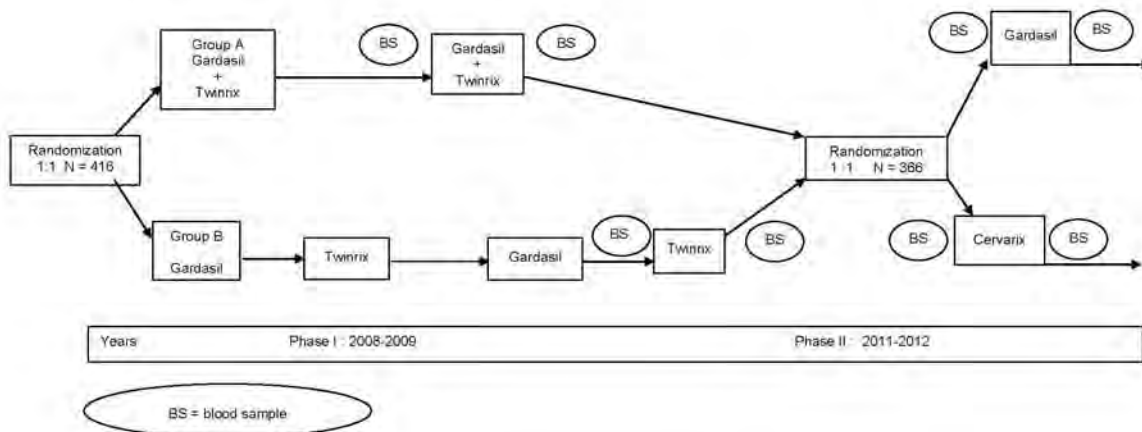 Group A
Gardasil
+
Twinrix
BS
Gardasil
+
Twinrix
BS
BS
Gardasil
BS
Randomization
1:1 N = 416
Randomization
1:1 N = 366
Group B
Gardasil
Twinrix
Gardasil
BS
Twinrix
BS
BS
Cervarix
BS
Years Phase I : 2008-2009 Phase II : 2011-2012
BS = blood sample